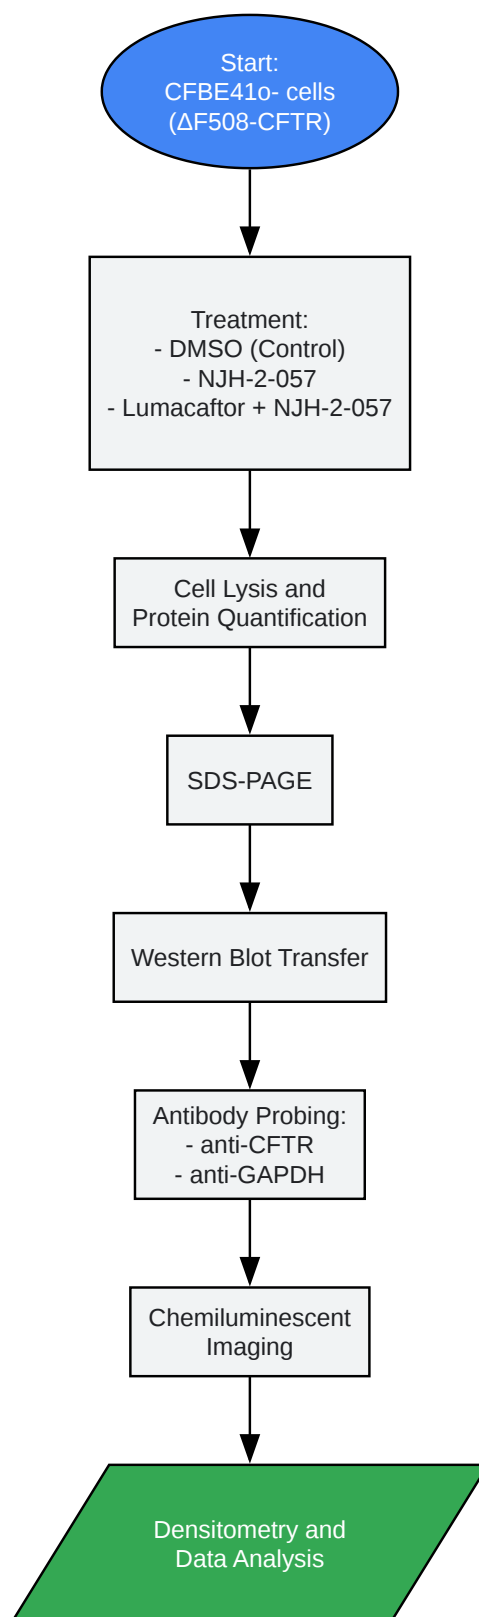 Start:
CFBE41o- cells
(ΔF508-CFTR)
Treatment:
- DMSO (Control)
- NJH-2-057
- Lumacaftor + NJH-2-057
Cell Lysis and
Protein Quantification
SDS-PAGE
Western Blot Transfer
Antibody Probing:
- anti-CFTR
- anti-GAPDH
Chemiluminescent
Imaging
Densitometry and
Data Analysis